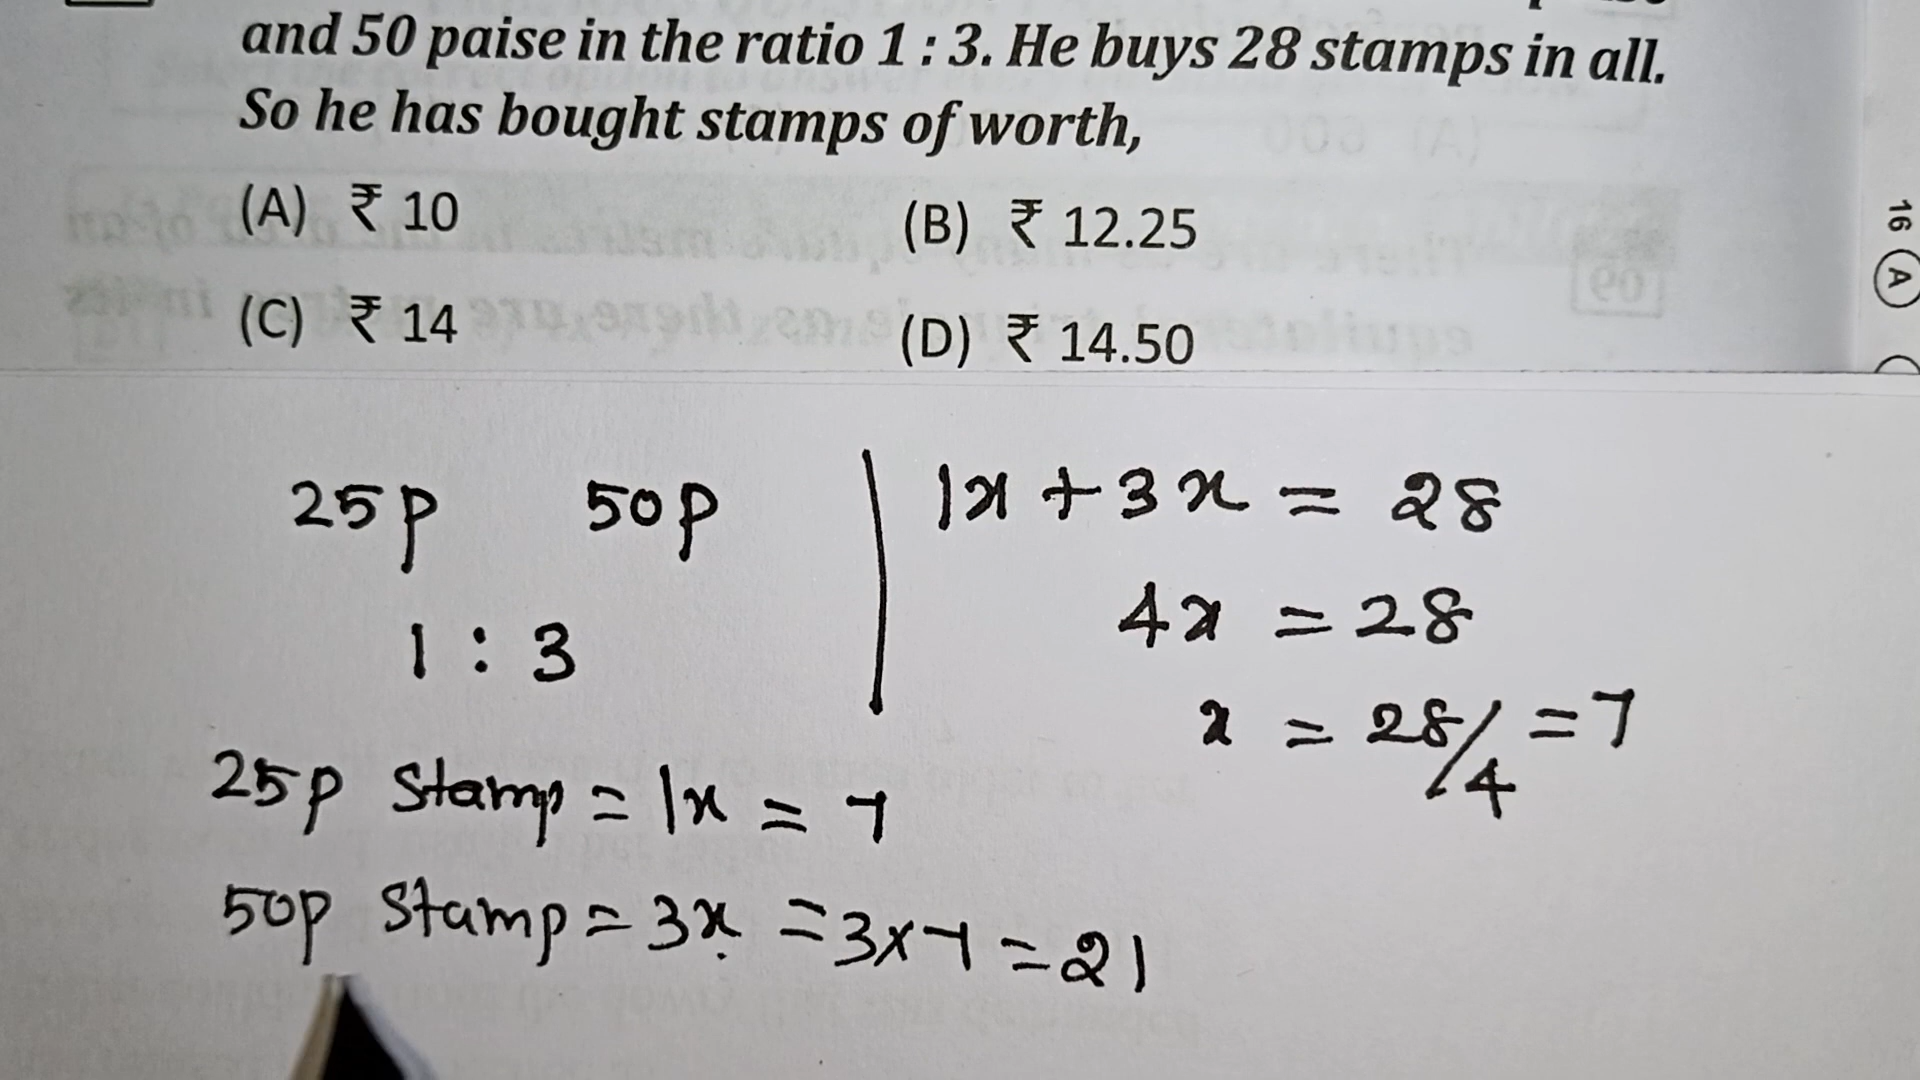 and 50 paise in the ratio 1 : 3. He buys 28 stamps in all.
So he has bought stamps of worth,
(A) ₹ 10
(B) ₹ 12.25
(C) ₹ 14
(D) ₹ 14.50
16 A
25p 50p
1 : 3
1x + 3x = 28
4x = 28
x = 28/4 = 7
25p Stamp = 1x = 7
50p Stamp = 3x = 3x7 = 21